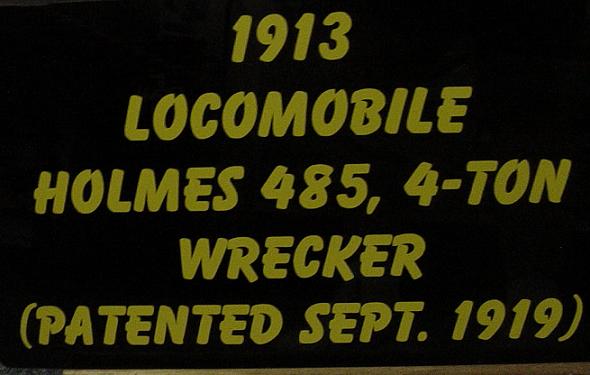 1913
LOCOMOBILE
HOLMES 485, 4-TON
WRECKER
(PATENTED SEPT. 1919)